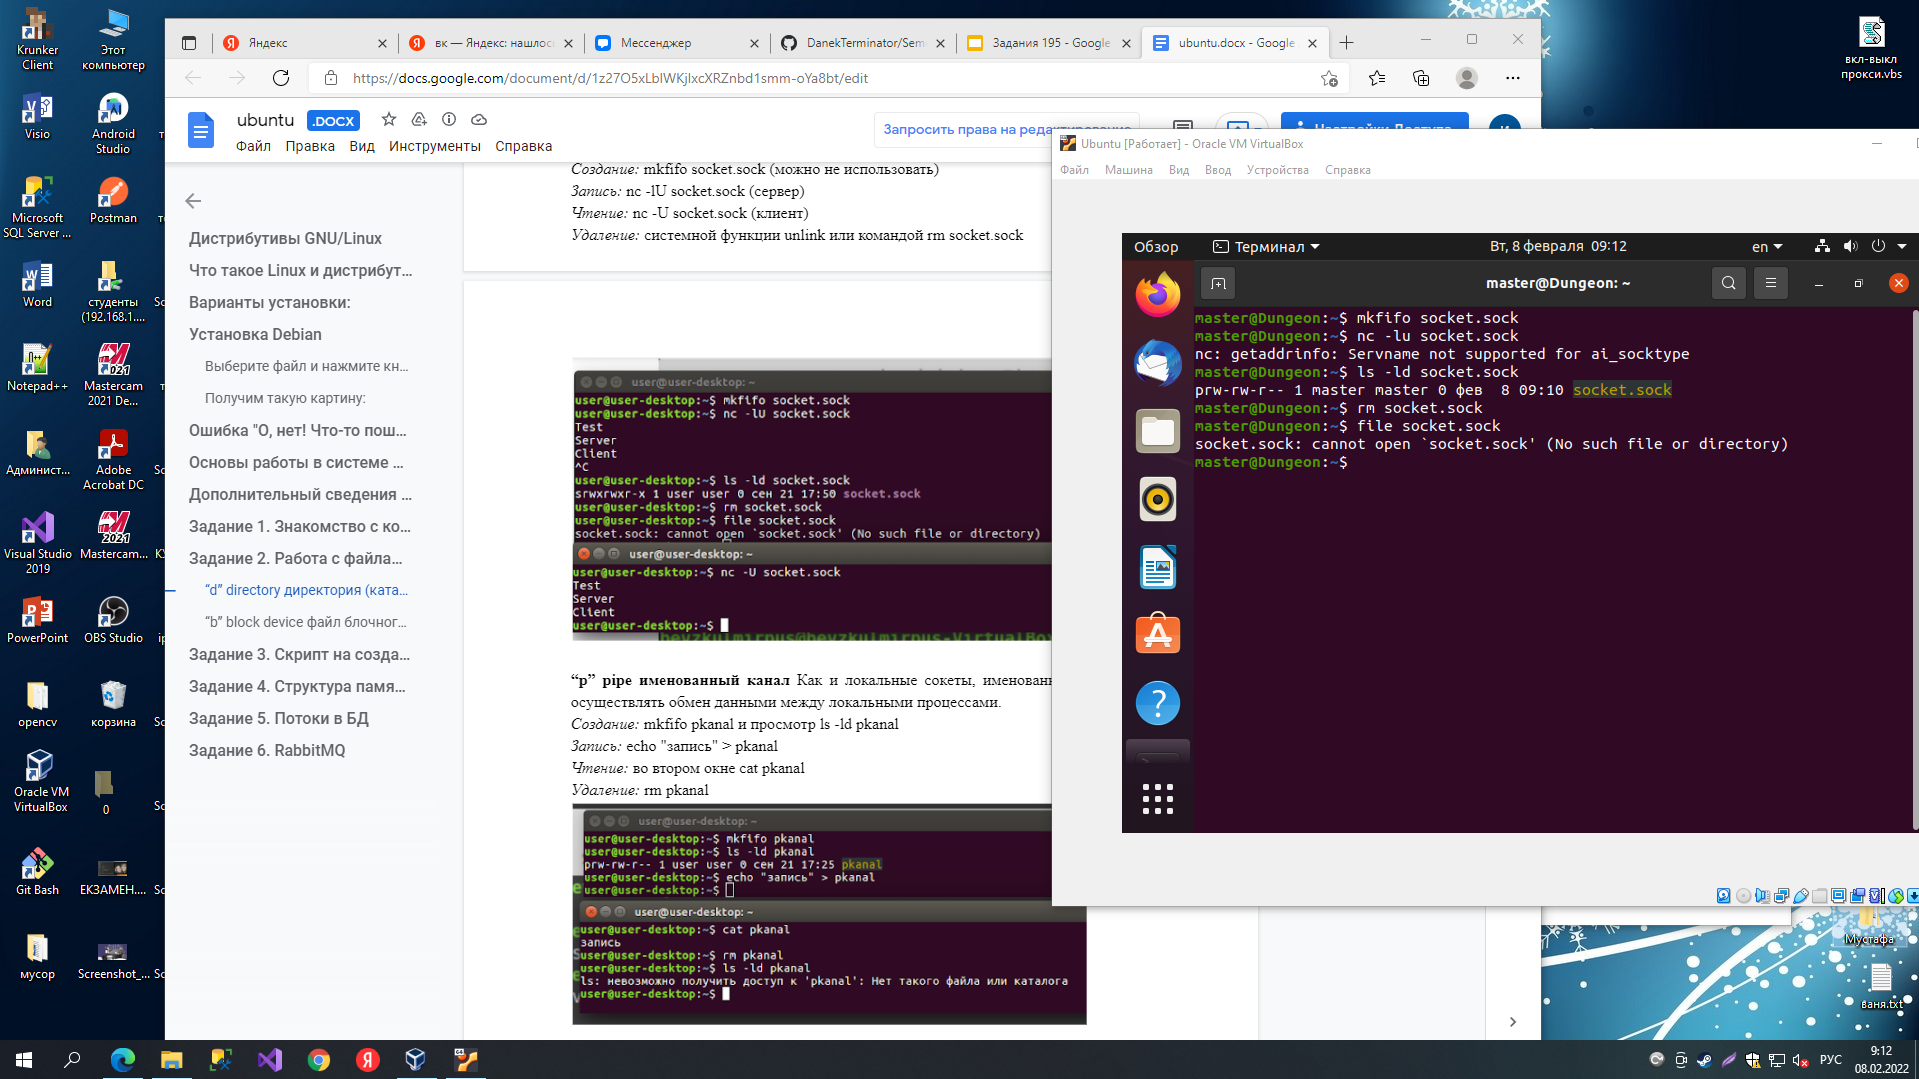 Krunker Client
Этот компьютер
Visio
Android Studio
Microsoft SQL Server ...
Postman
Word
студенты (192.168.1....
Notepad++
Mastercam 2021 De...
Админист...
Adobe Acrobat DC
Visual Studio 2019
Mastercam...
PowerPoint
OBS Studio
opencv
корзина
Oracle VM VirtualBox
0
Git Bash
ЕКЗАМЕН....
мусор
Screenshot_...
вкл-выкл прокси.vbs
Мустафа
ваня.txt
Яндекс
вк — Яндекс: нашлос
Мессенджер
DanekTerminator/Sem
Задания 195 - Google
ubuntu.docx - Google
https://docs.google.com/document/d/1z27O5xLbIWKjlxcXRZnbd1smm-oYa8bt/edit
ubuntu .DOCX
Запросить права на редактирование
Настройки Доступа
Файл Правка Вид Инструменты Справка
Дистрибутивы GNU/Linux
Что такое Linux и дистрибут...
Варианты установки:
Установка Debian
Выберите файл и нажмите кн...
Получим такую картину:
Ошибка "О, нет! Что-то пош...
Основы работы в системе ...
Дополнительный сведения ...
Задание 1. Знакомство с ко...
Задание 2. Работа с файла...
“d” directory директория (ката...
“b” block device файл блочног...
Задание 3. Скрипт на созда...
Задание 4. Структура памя...
Задание 5. Потоки в БД
Задание 6. RabbitMQ
Создание: mkfifo socket.sock (можно не использовать)
Запись: nc -lU socket.sock (сервер)
Чтение: nc -U socket.sock (клиент)
Удаление: системной функции unlink или командой rm socket.sock
user@user-desktop: ~
user@user-desktop:~$ mkfifo socket.sock
user@user-desktop:~$ nc -lU socket.sock
Test
Server
Client
^C
user@user-desktop:~$ ls -ld socket.sock
srwxrwxr-x 1 user user 0 сен 21 17:50 socket.sock
user@user-desktop:~$ rm socket.sock
user@user-desktop:~$ file socket.sock
socket.sock: cannot open `socket.sock' (No such file or directory)
user@user-desktop: ~
user@user-desktop:~$ nc -U socket.sock
Test
Server
Client
user@user-desktop:~$
“p” pipe именованный канал Как и локальные сокеты, именованн
осуществлять обмен данными между локальными процессами.
Создание: mkfifo pkanal и просмотр ls -ld pkanal
Запись: echo "запись" > pkanal
Чтение: во втором окне cat pkanal
Удаление: rm pkanal
user@user-desktop: ~
user@user-desktop:~$ mkfifo pkanal
user@user-desktop:~$ ls -ld pkanal
prw-rw-r-- 1 user user 0 сен 21 17:25 pkanal
user@user-desktop:~$ echo "запись" > pkanal
user@user-desktop:~$
user@user-desktop: ~
user@user-desktop:~$ cat pkanal
запись
user@user-desktop:~$ rm pkanal
user@user-desktop:~$ ls -ld pkanal
ls: невозможно получить доступ к 'pkanal': Нет такого файла или каталога
user@user-desktop:~$
Ubuntu [Работает] - Oracle VM VirtualBox
Файл Машина Вид Ввод Устройства Справка
Обзор Терминал Вт, 8 февраля 09:12 en
master@Dungeon: ~
master@Dungeon:~$ mkfifo socket.sock
master@Dungeon:~$ nc -lu socket.sock
nc: getaddrinfo: Servname not supported for ai_socktype
master@Dungeon:~$ ls -ld socket.sock
prw-rw-r-- 1 master master 0 фев  8 09:10 socket.sock
master@Dungeon:~$ rm socket.sock
master@Dungeon:~$ file socket.sock
socket.sock: cannot open `socket.sock' (No such file or directory)
master@Dungeon:~$
РУС
9:12
08.02.2022